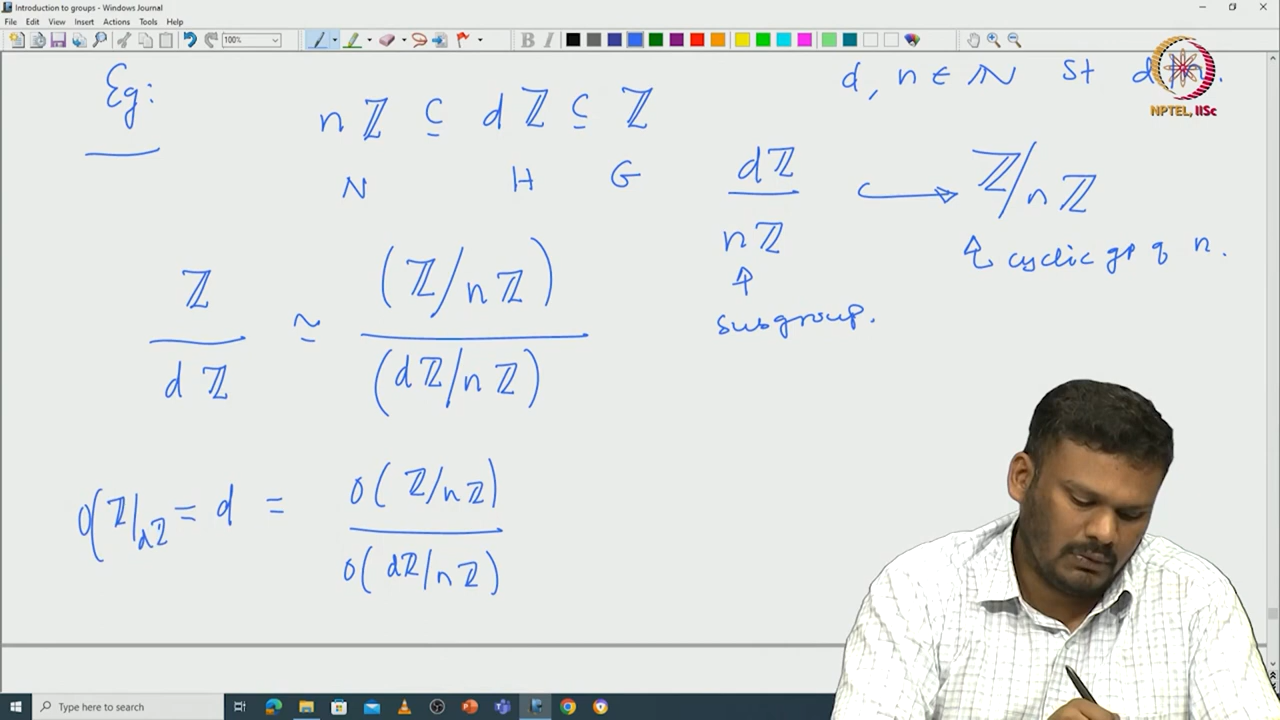 Introduction to groups - Windows Journal
File Edit View Insert Actions Tools Help
100%
B I
d, n ∈ ℕ st d/n.
NPTEL, IISc
Eg: nℤ ⊆ dℤ ⊆ ℤ
N H G
dℤ/nℤ ↪ ℤ/nℤ
↑ subgroup.
↑ cyclic gp of n.
ℤ/dℤ ≃ (ℤ/nℤ)/(dℤ/nℤ)
O(ℤ/dℤ = d = O(ℤ/nℤ)/O(dℤ/nℤ)
Type here to search